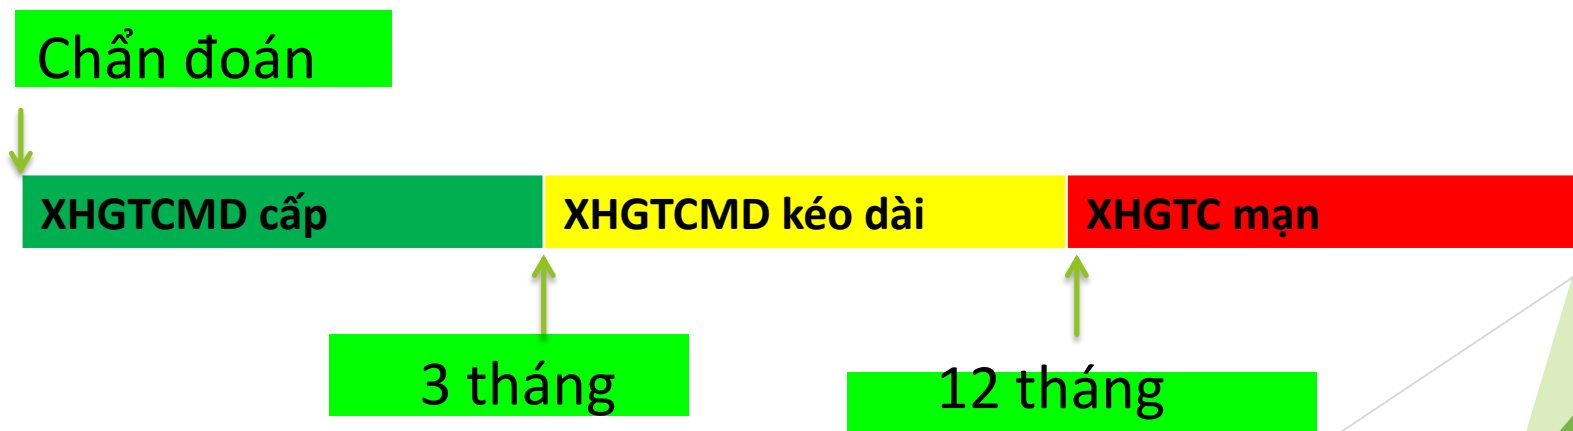 Chẩn đoán
XHGTCMD cấp
XHGTCMD kéo dài
XHGTC mạn
3 tháng
12 tháng